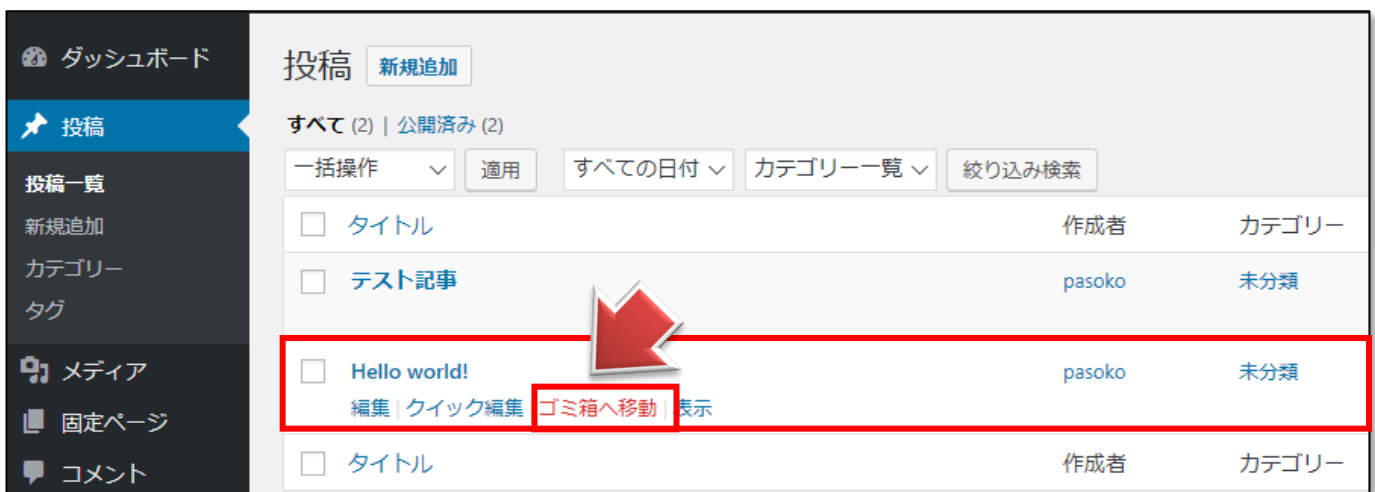 ダッシュボード
投稿
投稿一覧
新規追加
カテゴリー
タグ
メディア
固定ページ
コメント
投稿 新規追加
すべて (2) | 公開済み (2)
一括操作 適用 すべての日付 カテゴリー一覧 絞り込み検索
タイトル 作成者 カテゴリー
テスト記事 pasoko 未分類
Hello world! pasoko 未分類
編集 | クイック編集 | ゴミ箱へ移動 | 表示
タイトル 作成者 カテゴリー